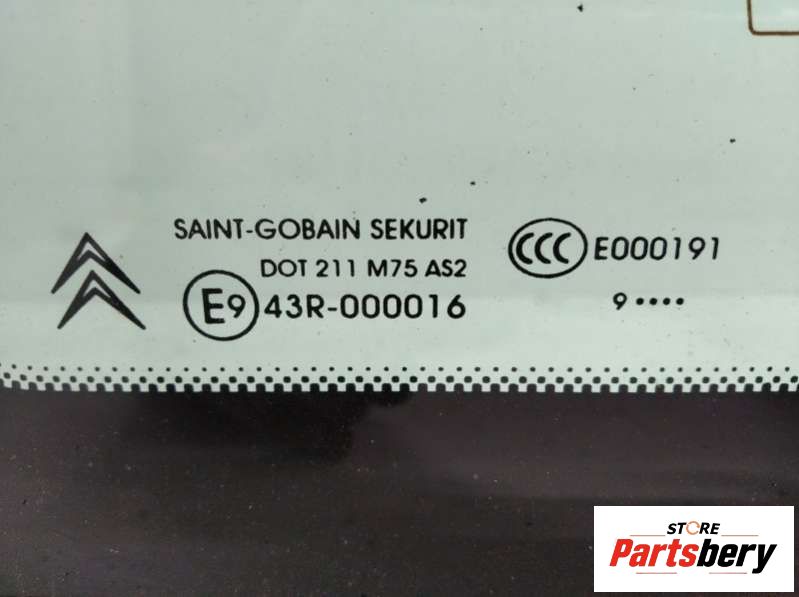 SAINT-GOBAIN SEKURIT
DOT 211 M75 AS2
E9 43R-000016
CCC E000191
9 ••••
STORE
Partsbery